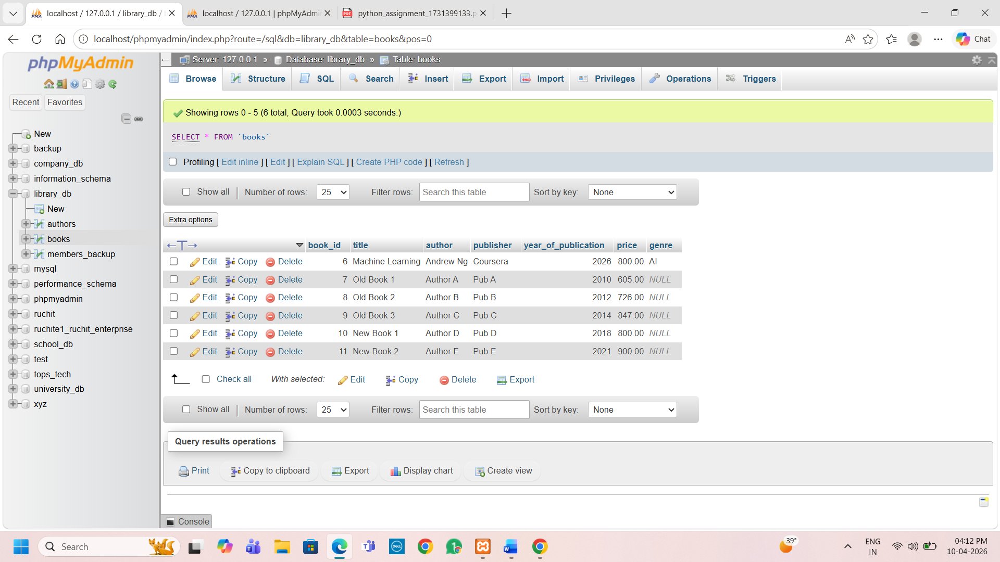 localhost / 127.0.0.1 / library_db /
localhost / 127.0.0.1 | phpMyAdmi
python_assignment_1731399133.p
localhost/phpmyadmin/index.php?route=/sql&db=library_db&table=books&pos=0
Chat
phpMyAdmin
Recent Favorites
New
backup
company_db
information_schema
library_db
New
authors
books
members_backup
mysql
performance_schema
phpmyadmin
ruchit
ruchite1_ruchit_enterprise
school_db
test
tops_tech
university_db
xyz
Server: 127.0.0.1 » Database: library_db » Table: books
Browse Structure SQL Search Insert Export Import Privileges Operations Triggers
Showing rows 0 - 5 (6 total, Query took 0.0003 seconds.)
SELECT * FROM `books`
Profiling [ Edit inline ] [ Edit ] [ Explain SQL ] [ Create PHP code ] [ Refresh ]
Show all Number of rows: 25 Filter rows: Search this table Sort by key: None
Extra options
book_id title author publisher year_of_publication price genre
Edit Copy Delete 6 Machine Learning Andrew Ng Coursera 2026 800.00 AI
Edit Copy Delete 7 Old Book 1 Author A Pub A 2010 605.00 NULL
Edit Copy Delete 8 Old Book 2 Author B Pub B 2012 726.00 NULL
Edit Copy Delete 9 Old Book 3 Author C Pub C 2014 847.00 NULL
Edit Copy Delete 10 New Book 1 Author D Pub D 2018 800.00 NULL
Edit Copy Delete 11 New Book 2 Author E Pub E 2021 900.00 NULL
Check all With selected: Edit Copy Delete Export
Show all Number of rows: 25 Filter rows: Search this table Sort by key: None
Query results operations
Print Copy to clipboard Export Display chart Create view
Console
Search
39°
ENG
IN
04:12 PM
10-04-2026